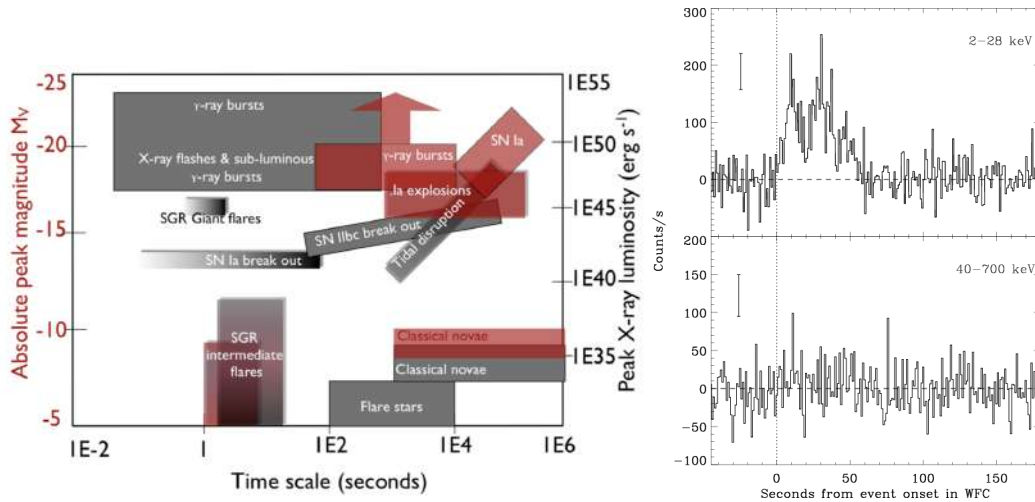 Absolute peak magnitude Mv
-25
-20
-15
-10
-5
γ-ray bursts
X-ray flashes & sub-luminous
γ-ray bursts
SGR Giant flares
SN Ia break out
SGR
intermediate
flares
γ-ray bursts
.Ia explosions
SN Ia
SN IIbc break out
Tidal disruption
Classical novae
Classical novae
Flare stars
1E55
1E50
1E45
1E40
1E35
Peak X-ray luminosity (erg s⁻¹)
1E-2
1
1E2
1E4
1E6
Time scale (seconds)
300
200
100
0
2-28 keV
Counts/s
200
150
100
50
0
-50
-100
40-700 keV
0
50
100
150
Seconds from event onset in WFC